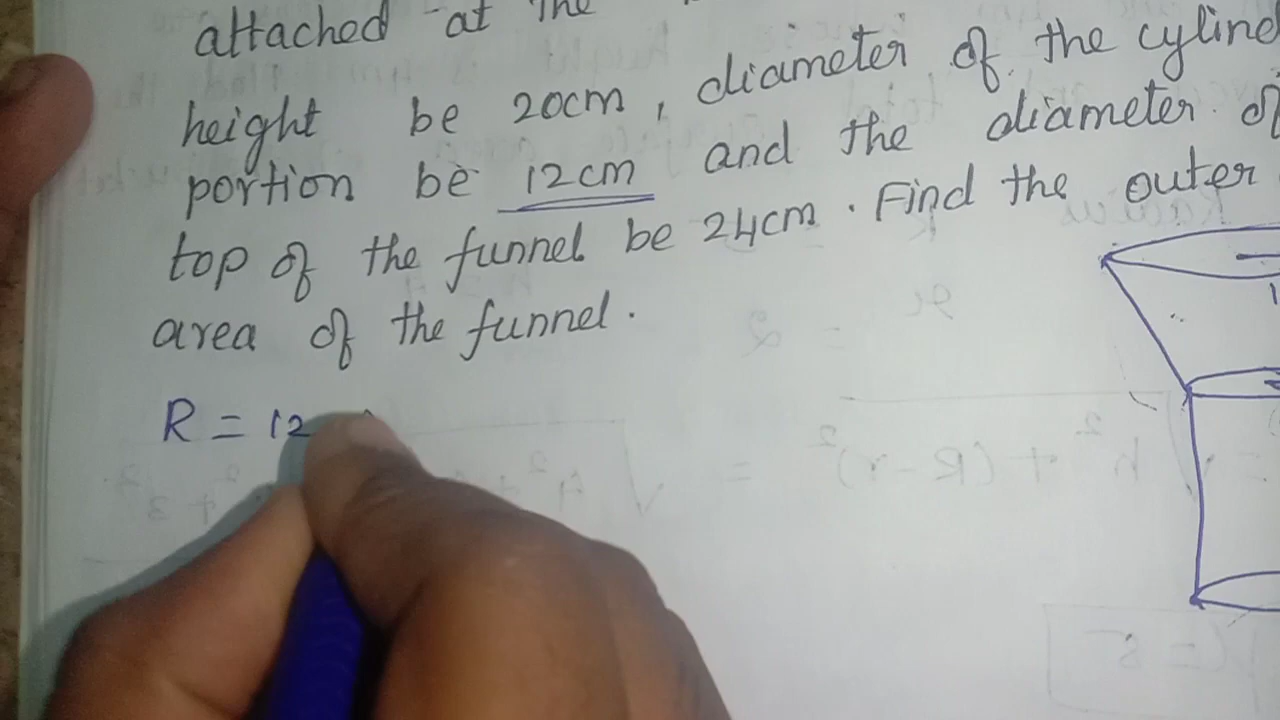 attached at the
height be 20cm, diameter of the cylind
portion be 12cm and the diameter of
top of the funnel be 24cm. Find the outer
area of the funnel.
R = 12